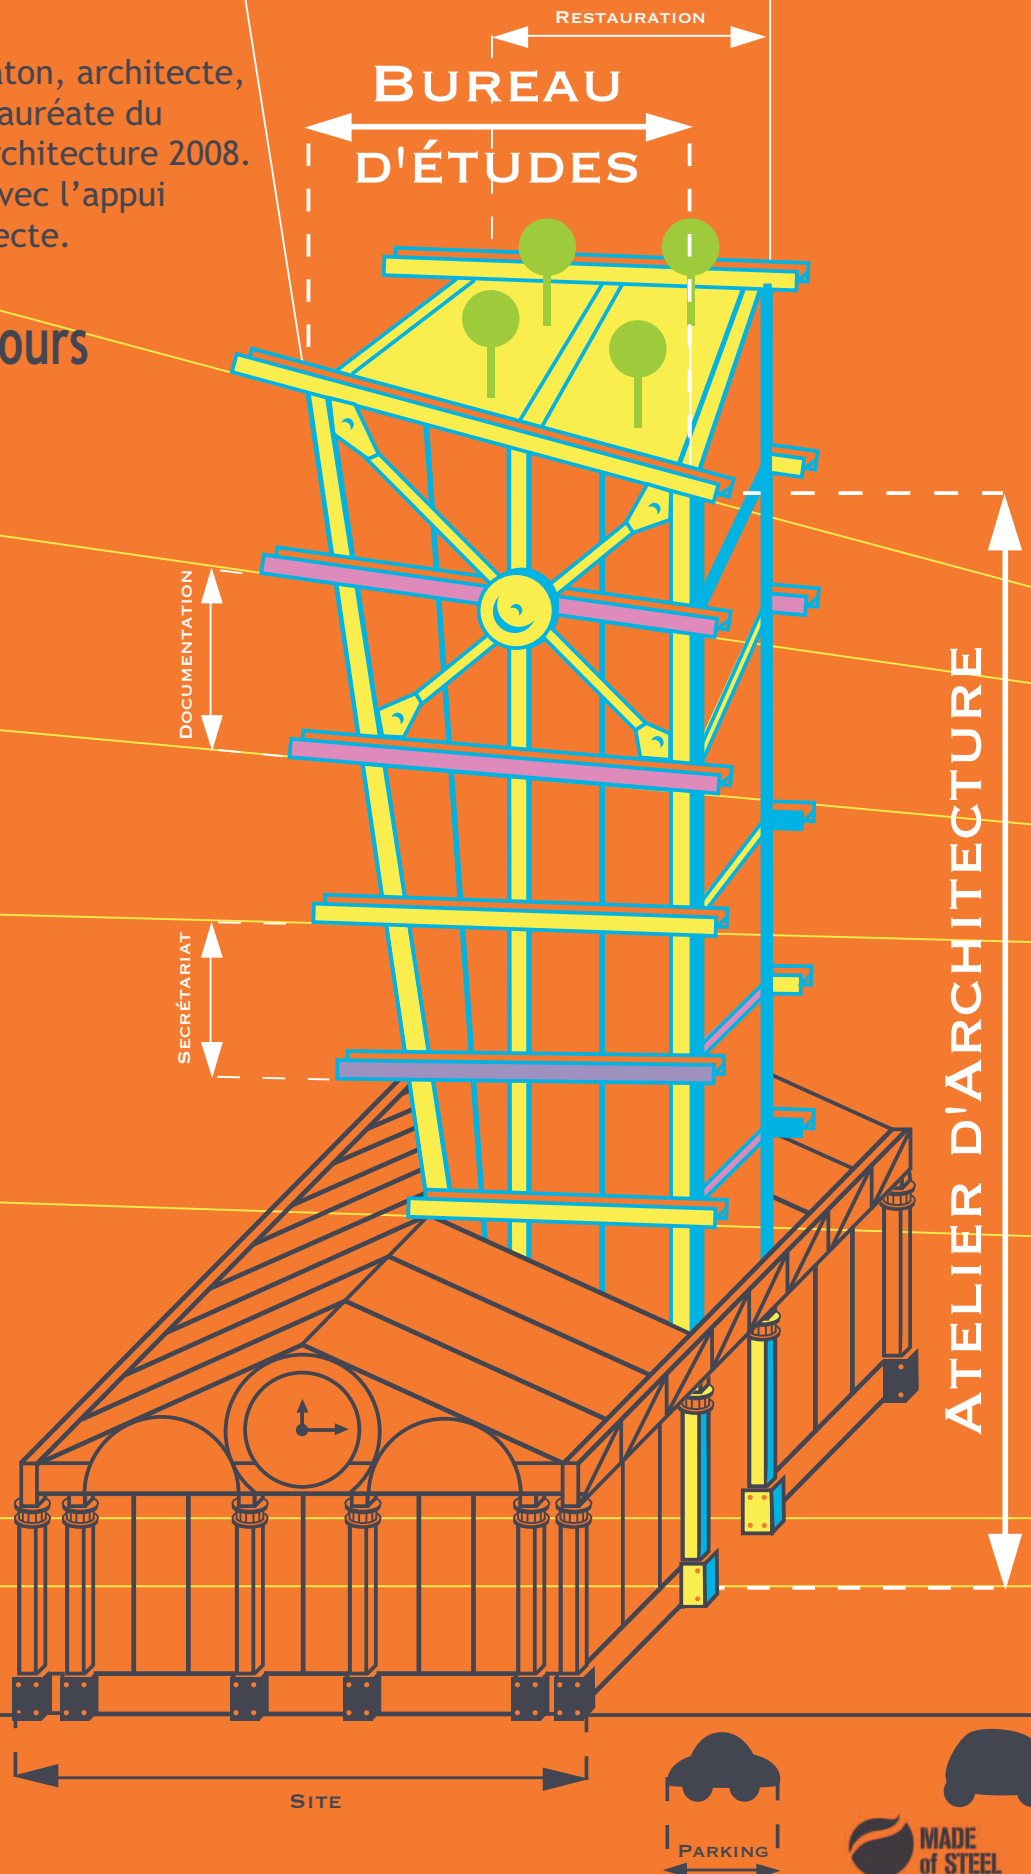 RESTAURATION
aton, architecte,
auréate du
rchitecture 2008.
vec l'appui
ecte.
BUREAU
D'ÉTUDES
ours
DOCUMENTATION
SECRÉTARIAT
ATELIER D'ARCHITECTURE
SITE
PARKING
MADE
of STEEL